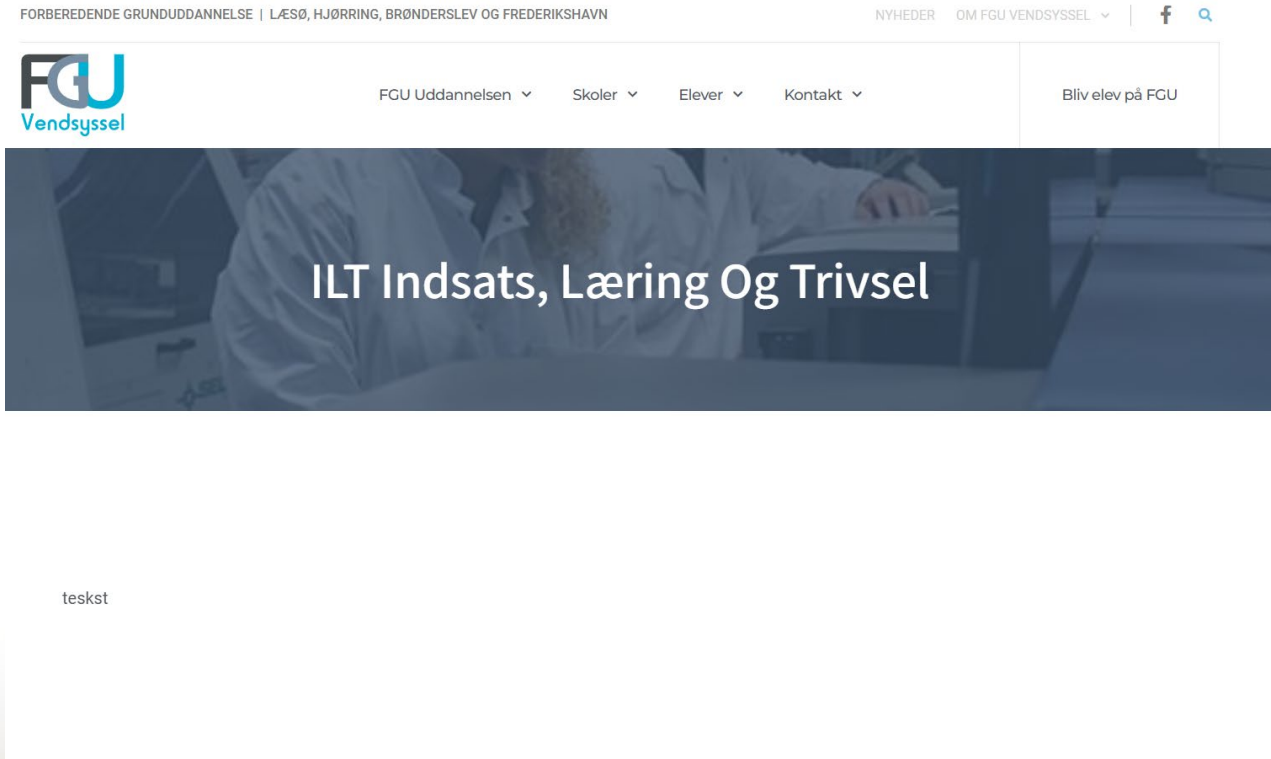 FORBEREDENDE GRUNDUDDANNELSE | LÆSØ, HJØRRING, BRØNDERSLEV OG FREDERIKSHAVN
NYHEDER OM FGU VENDSYSSEL
FGU
Vendsyssel
FGU Uddannelsen Skoler Elever Kontakt
Bliv elev på FGU
ILT Indsats, Læring Og Trivsel
teskst